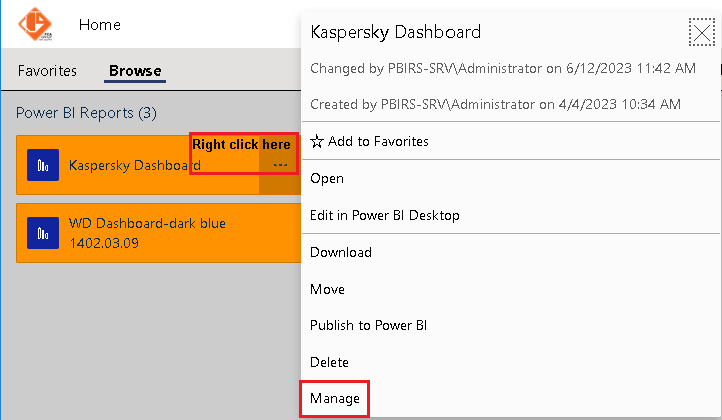 Home
Favorites
Browse
Power BI Reports (3)
Right click here
Kaspersky Dashboard
...
WD Dashboard-dark blue
1402.03.09
Kaspersky Dashboard
Changed by PBIRS-SRV\Administrator on 6/12/2023 11:42 AM
Created by PBIRS-SRV\Administrator on 4/4/2023 10:34 AM
Add to Favorites
Open
Edit in Power BI Desktop
Download
Move
Publish to Power BI
Delete
Manage